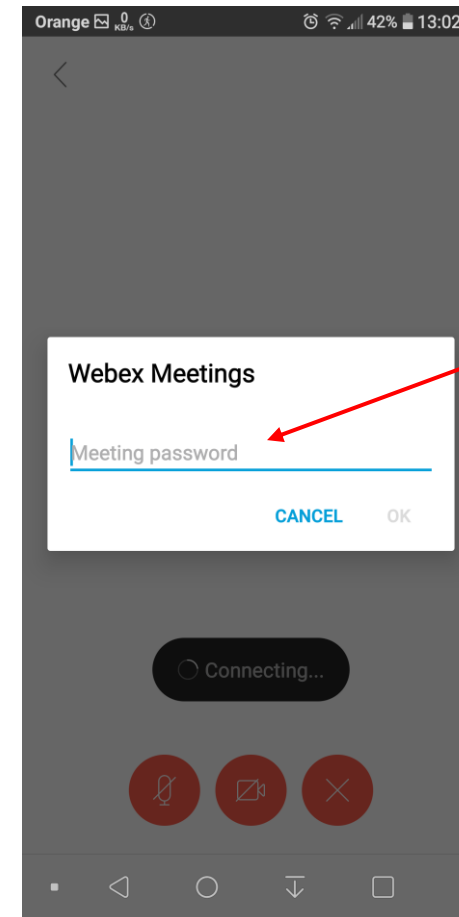 Orange 0 KB/s 42% 13:02
Webex Meetings
Meeting password
CANCEL OK
Connecting...